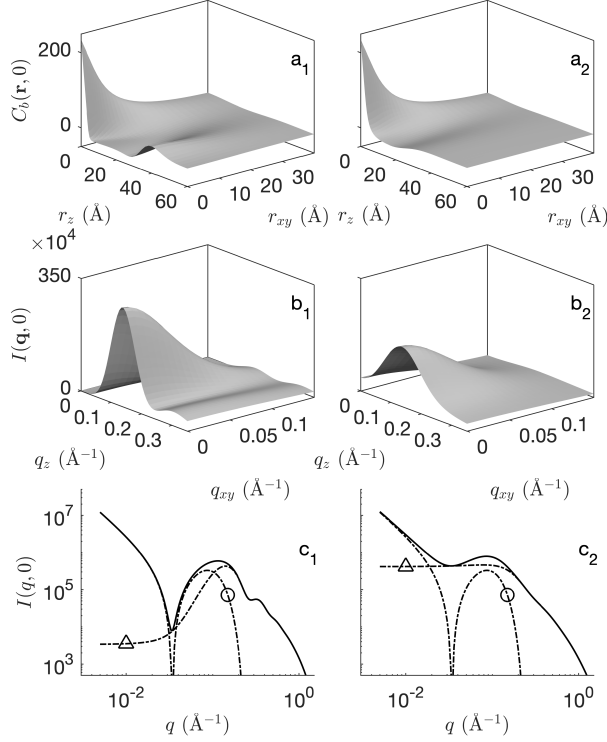 C_b(r, 0)
200
0
0
20
40
60
r_z (Å)
0
10
20
30
r_xy (Å)
a_1
0
20
40
60
r_z (Å)
0
10
20
30
r_xy (Å)
a_2
×10^4
I(q, 0)
350
0
0
0.1
0.2
0.3
q_z (Å^−1)
0
0.05
0.1
q_xy (Å^−1)
b_1
0
0.1
0.2
0.3
q_z (Å^−1)
0
0.05
0.1
q_xy (Å^−1)
b_2
I(q, 0)
10^7
10^5
10^3
10^-2
10^0
q (Å^−1)
c_1
10^-2
10^0
q (Å^−1)
c_2